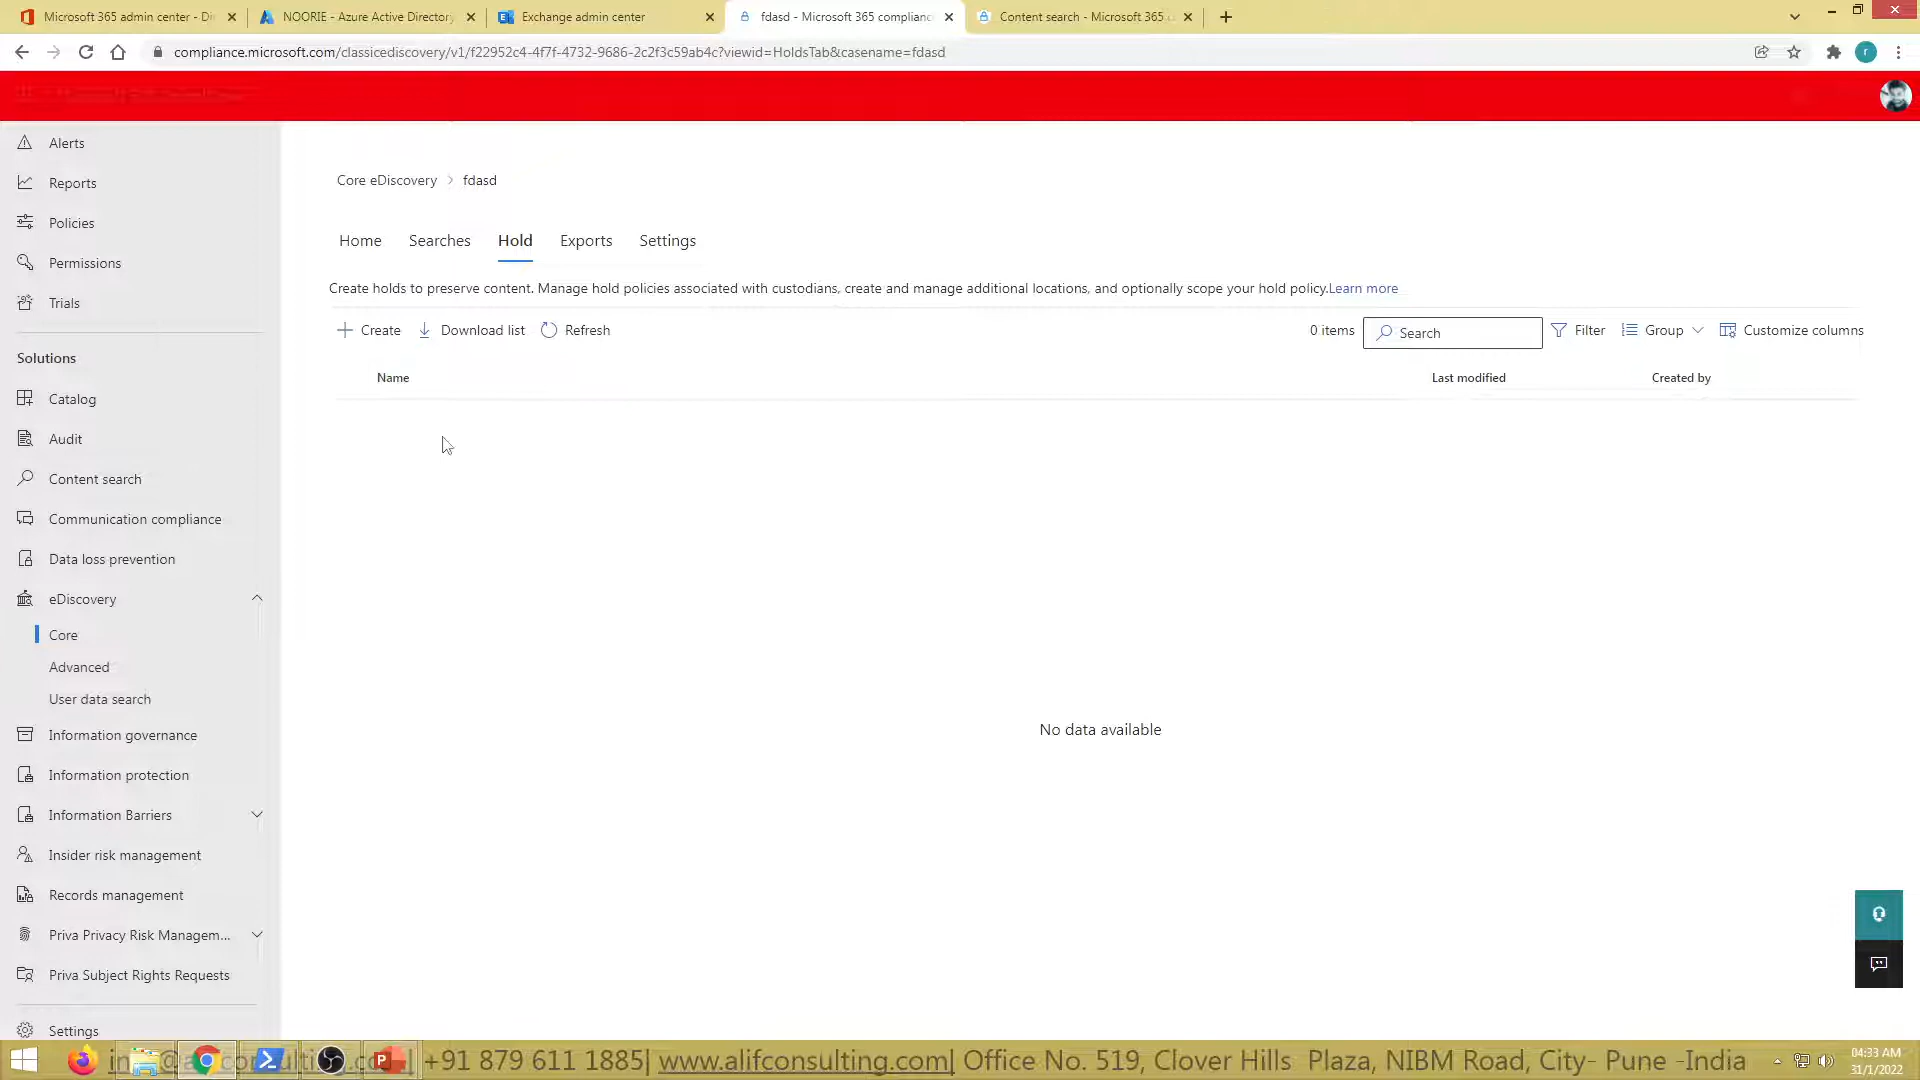 Microsoft 365 admin center - Di
NOORIE - Azure Active Directory
Exchange admin center
fdasd - Microsoft 365 complianc
Content search - Microsoft 365 c
compliance.microsoft.com/classicediscovery/v1/f22952c4-4f7f-4732-9686-2c2f3c59ab4c?viewid=HoldsTab&casename=fdasd
r
Alerts
Reports
Policies
Permissions
Trials
Solutions
Catalog
Audit
Content search
Communication compliance
Data loss prevention
eDiscovery
Core
Advanced
User data search
Information governance
Information protection
Information Barriers
Insider risk management
Records management
Priva Privacy Risk Managem...
Priva Subject Rights Requests
Settings
Core eDiscovery > fdasd
Home Searches Hold Exports Settings
Create holds to preserve content. Manage hold policies associated with custodians, create and manage additional locations, and optionally scope your hold policy.Learn more
Create Download list Refresh 0 items Search Filter Group Customize columns
Name Last modified Created by
No data available
| +91 879 611 1885| www.alifconsulting.com| Office No. 519, Clover Hills Plaza, NIBM Road, City- Pune -India
04:33 AM
31/1/2022